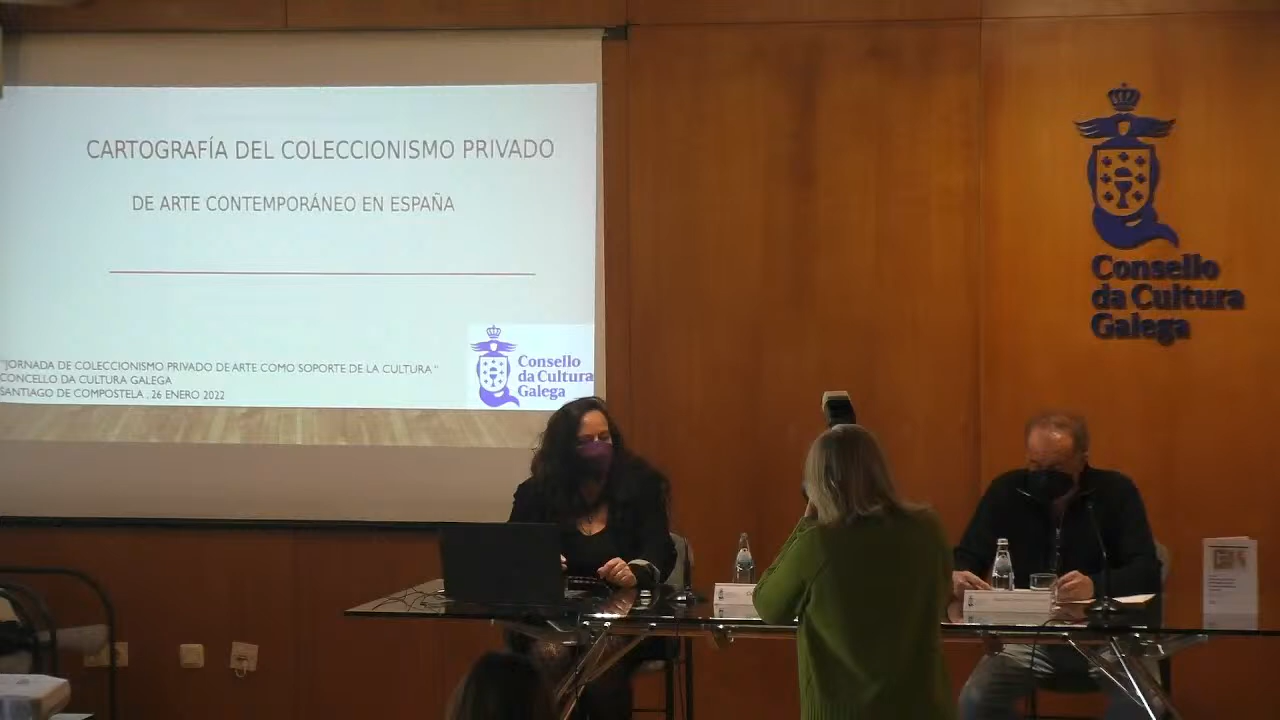 CARTOGRAFÍA DEL COLECCIONISMO PRIVADO
DE ARTE CONTEMPORÁNEO EN ESPAÑA
"JORNADA DE COLECCIONISMO PRIVADO DE ARTE COMO SOPORTE DE LA CULTURA"
CONCELLO DA CULTURA GALEGA
SANTIAGO DE COMPOSTELA . 26 ENERO 2022
Consello
da Cultura
Galega
Consello
da Cultura
Galega